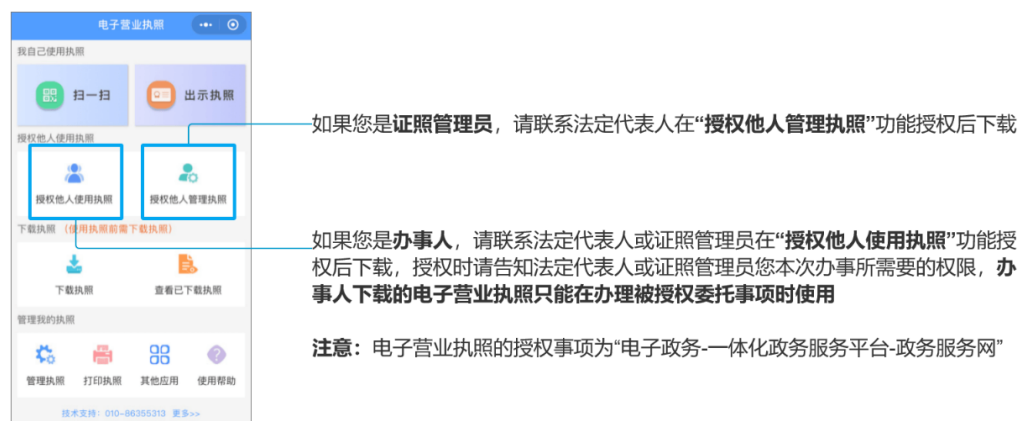 电子营业执照
我自己使用执照
扫一扫
出示执照
授权他人使用执照
授权他人使用执照
授权他人管理执照
下载执照 (使用执照前需下载执照)
下载执照
查看已下载执照
管理我的执照
管理执照
打印执照
其他应用
使用帮助
技术支持：010-86355313 更多>>
如果您是证照管理员，请联系法定代表人在“授权他人管理执照”功能授权后下载
如果您是办事人，请联系法定代表人或证照管理员在“授权他人使用执照”功能授
权后下载，授权时请告知法定代表人或证照管理员您本次办事所需要的权限，办
事人下载的电子营业执照只能在办理被授权委托事项时使用
注意：电子营业执照的授权事项为“电子政务-一体化政务服务平台-政务服务网”